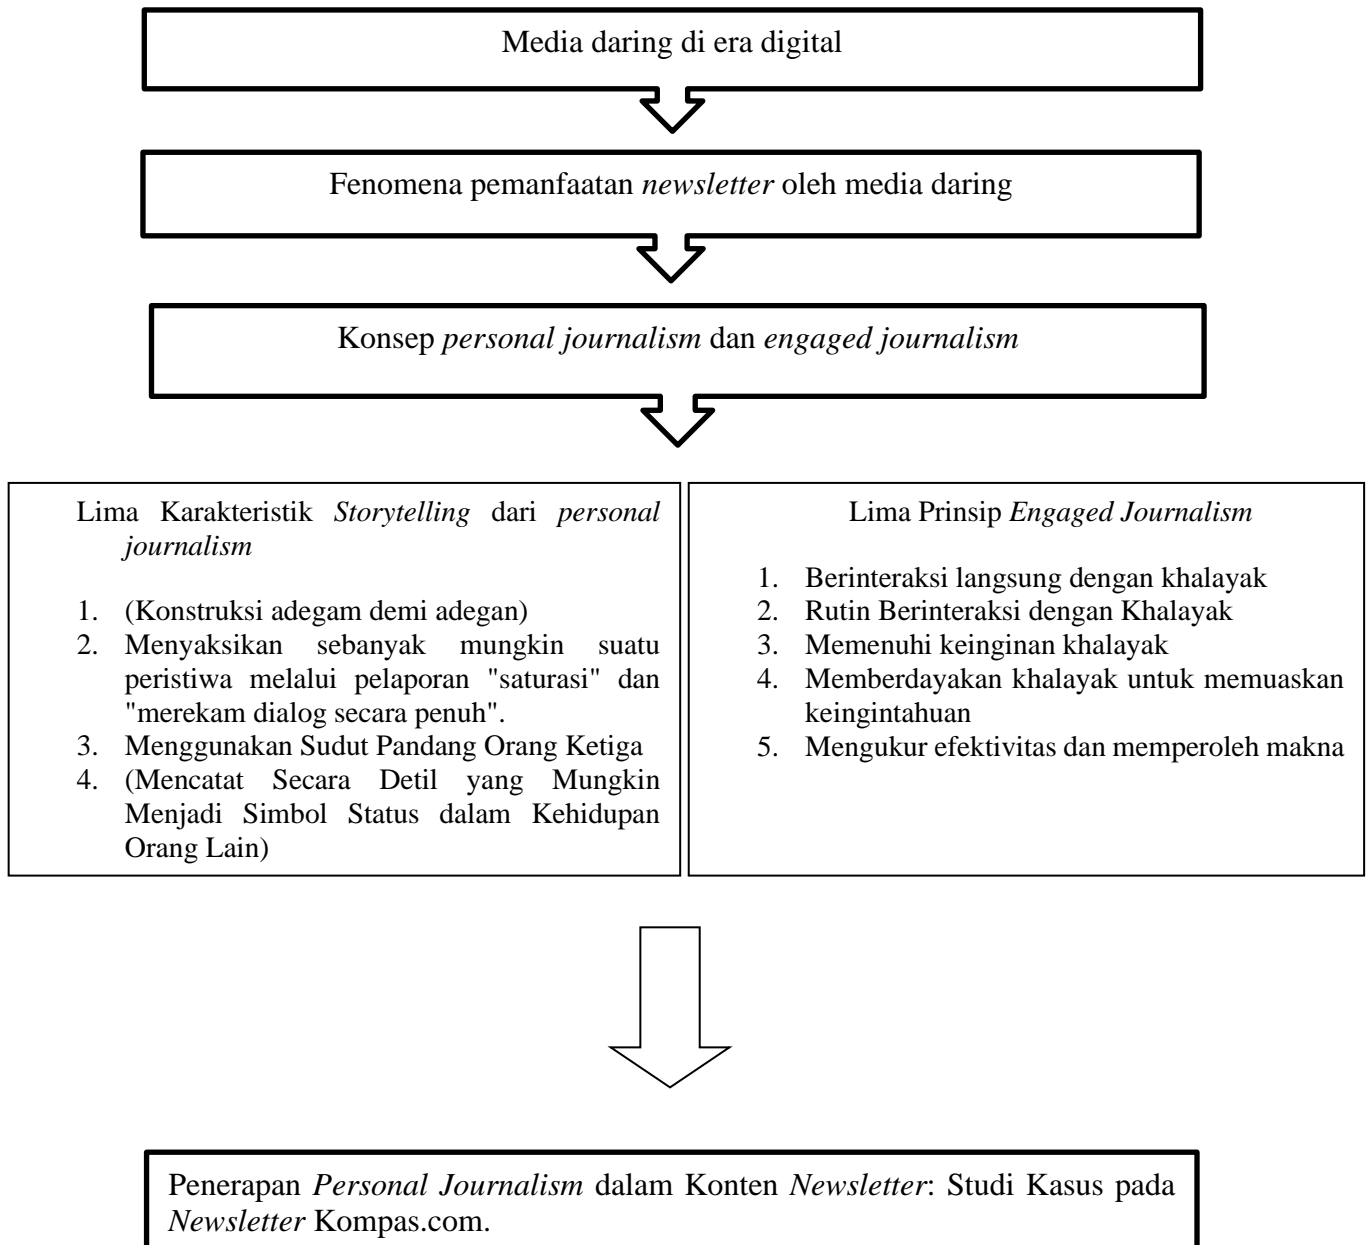 Media daring di era digital
Fenomena pemanfaatan newsletter oleh media daring
Konsep personal journalism dan engaged journalism
Lima Karakteristik Storytelling dari personal
journalism
1. (Konstruksi adegam demi adegan)
2. Menyaksikan sebanyak mungkin suatu
peristiwa melalui pelaporan "saturasi" dan
"merekam dialog secara penuh".
3. Menggunakan Sudut Pandang Orang Ketiga
4. (Mencatat Secara Detil yang Mungkin
Menjadi Simbol Status dalam Kehidupan
Orang Lain)
Lima Prinsip Engaged Journalism
1. Berinteraksi langsung dengan khalayak
2. Rutin Berinteraksi dengan Khalayak
3. Memenuhi keinginan khalayak
4. Memberdayakan khalayak untuk memuaskan
keingintahuan
5. Mengukur efektivitas dan memperoleh makna
Penerapan Personal Journalism dalam Konten Newsletter: Studi Kasus pada
Newsletter Kompas.com.